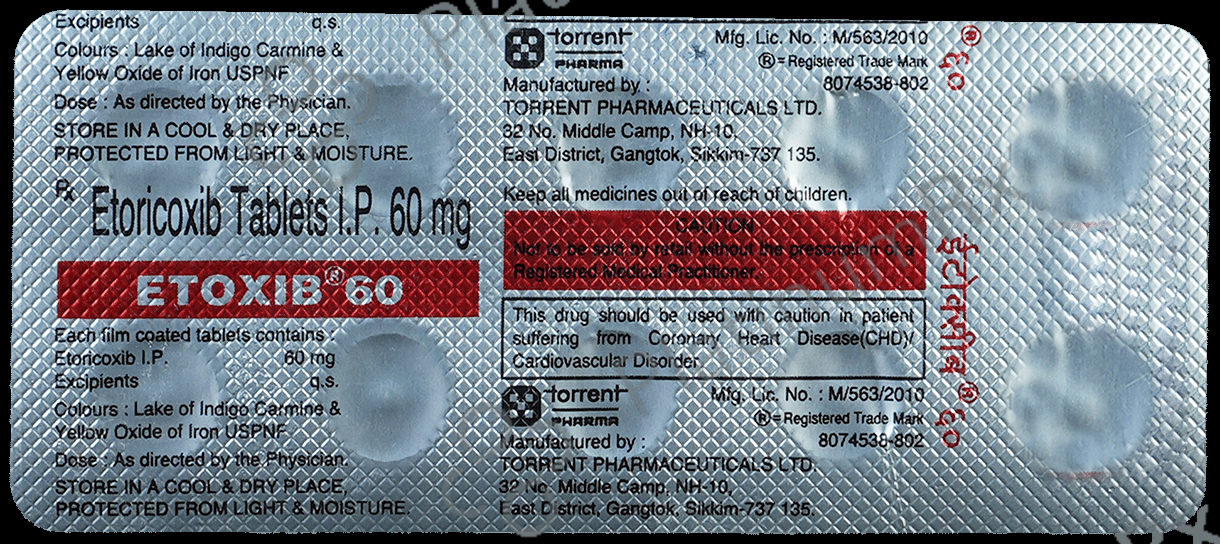 Excipients q.s.
Colours : Lake of Indigo Carmine &
Yellow Oxide of Iron USPNF
Dose : As directed by the Physician.
STORE IN A COOL & DRY PLACE,
PROTECTED FROM LIGHT & MOISTURE.
Rx
Etoricoxib Tablets I.P. 60 mg
ETOXIB® 60
Each film coated tablets contains :
Etoricoxib I.P. 60 mg
Excipients q.s.
Colours : Lake of Indigo Carmine &
Yellow Oxide of Iron USPNF
Dose : As directed by the Physician.
STORE IN A COOL & DRY PLACE,
PROTECTED FROM LIGHT & MOISTURE.
torrent
PHARMA
Mfg. Lic. No. : M/563/2010
®=Registered Trade Mark
Manufactured by : 8074538-802
TORRENT PHARMACEUTICALS LTD.
32 No. Middle Camp, NH-10,
East District, Gangtok, Sikkim-737 135.
Keep all medicines out of reach of children.
CAUTION
Not to be sold by retail without the prescription of a
Registered Medical Practitioner.
This drug should be used with caution in patient
suffering from Coronary Heart Disease(CHD)/
Cardiovascular Disorder
torrent
PHARMA
Mfg. Lic. No. : M/563/2010
®=Registered Trade Mark
Manufactured by : 8074538-802
TORRENT PHARMACEUTICALS LTD.
32 No. Middle Camp, NH-10,
East District, Gangtok, Sikkim-737 135.
® ६०
ईटोक्सीब ® ६०